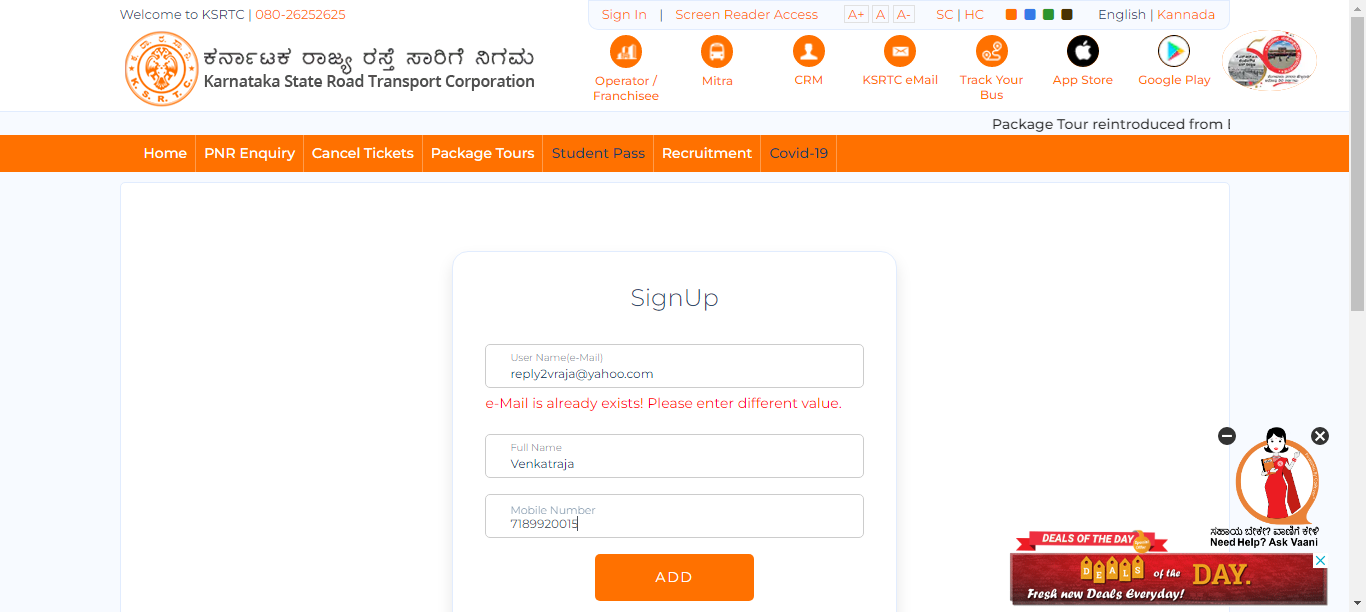 Welcome to KSRTC | 080-26252625
Sign In | Screen Reader Access A+ A A- SC | HC English | Kannada
ಕರ್ನಾಟಕ ರಾಜ್ಯ ರಸ್ತೆ ಸಾರಿಗೆ ನಿಗಮ
Karnataka State Road Transport Corporation
K.S.R.T.C
Operator / Franchisee
Mitra
CRM
KSRTC eMail
Track Your Bus
App Store
Google Play
Package Tour reintroduced from
Home PNR Enquiry Cancel Tickets Package Tours Student Pass Recruitment Covid-19
SignUp
User Name(e-Mail)
reply2vraja@yahoo.com
e-Mail is already exists! Please enter different value.
Full Name
Venkatraja
Mobile Number
7189920015
ADD
ಸಹಾಯ ಬೇಕೇ? ವಾಣಿಗೆ ಕೇಳಿ
Need Help? Ask Vaani
DEALS OF THE DAY
DEALS of the DAY.
Fresh new Deals Everyday!